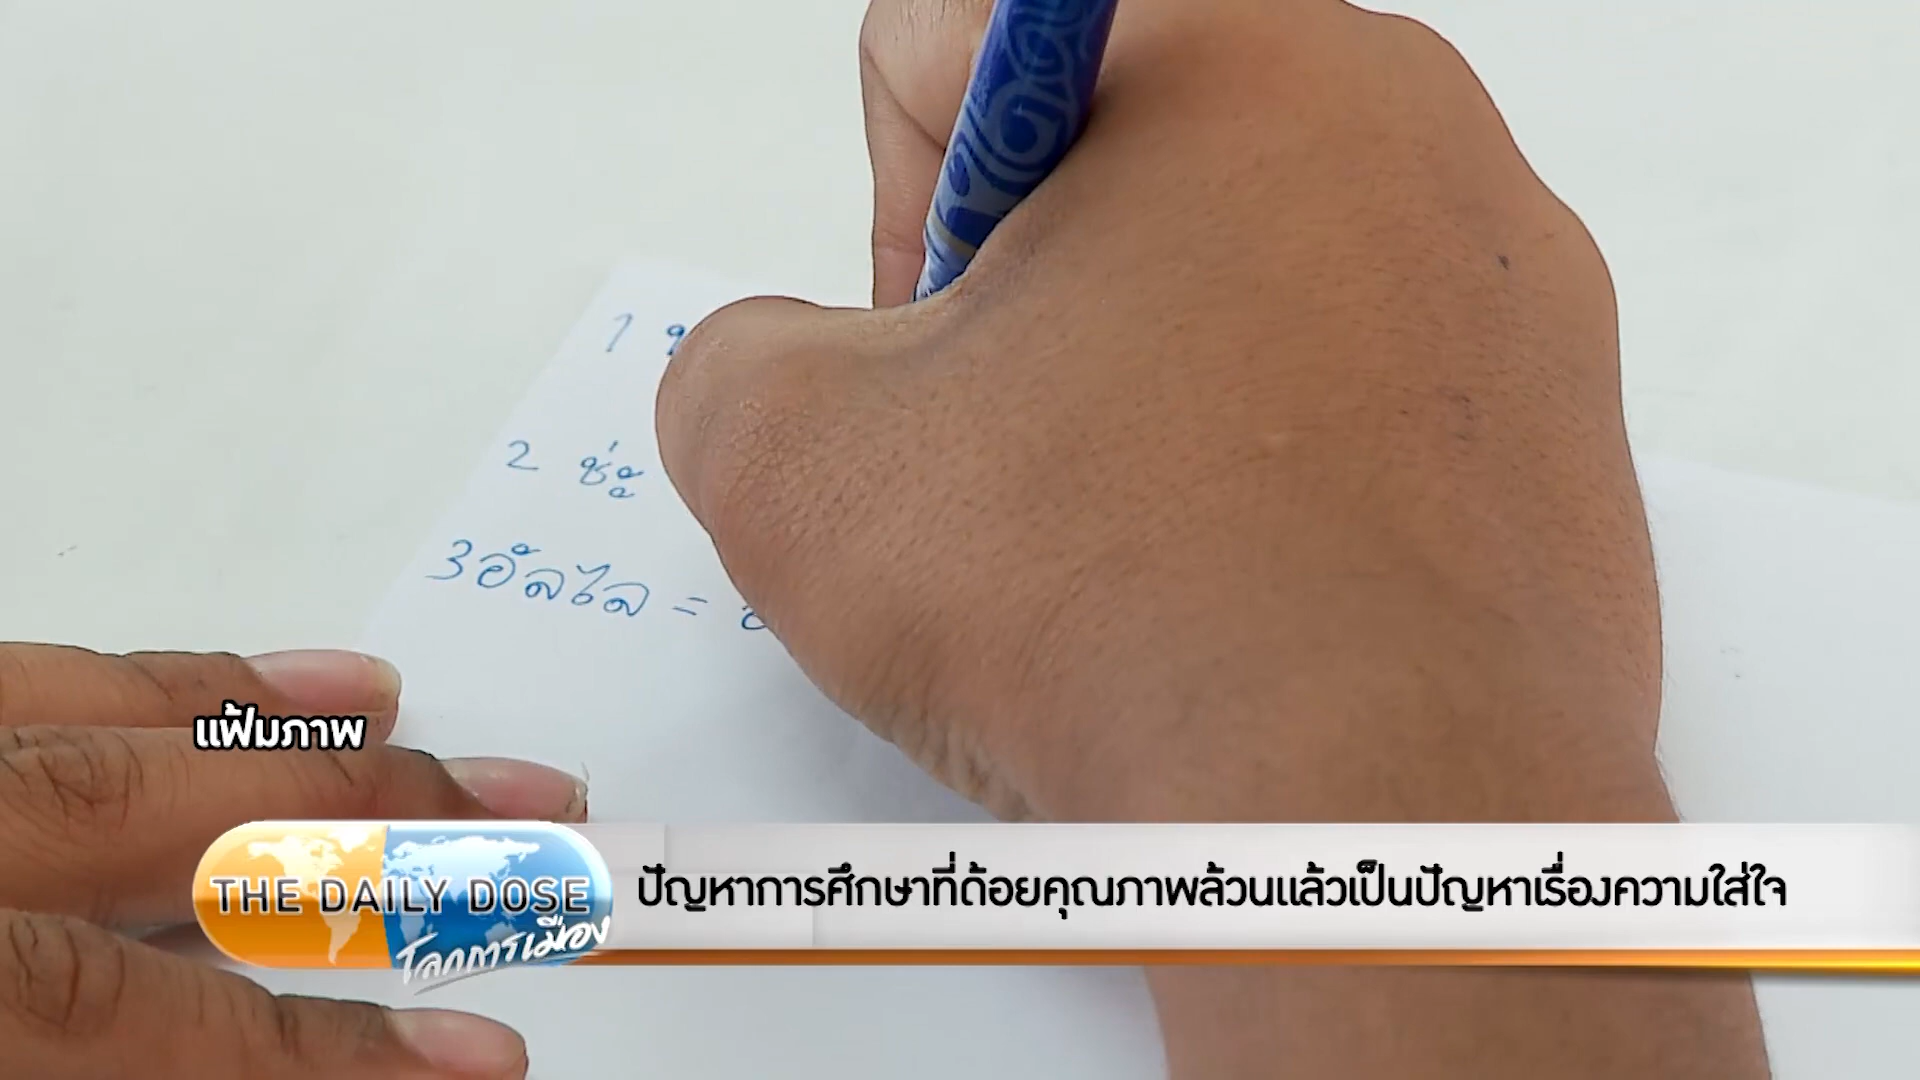 1 ข
2 ช่ะ
3 อัลไล =
แฟ้มภาพ
THE DAILY DOSE
โลกการเมือง
ปัญหาการศึกษาที่ด้อยคุณภาพล้วนแล้วเป็นปัญหาเรื่องความใส่ใจ